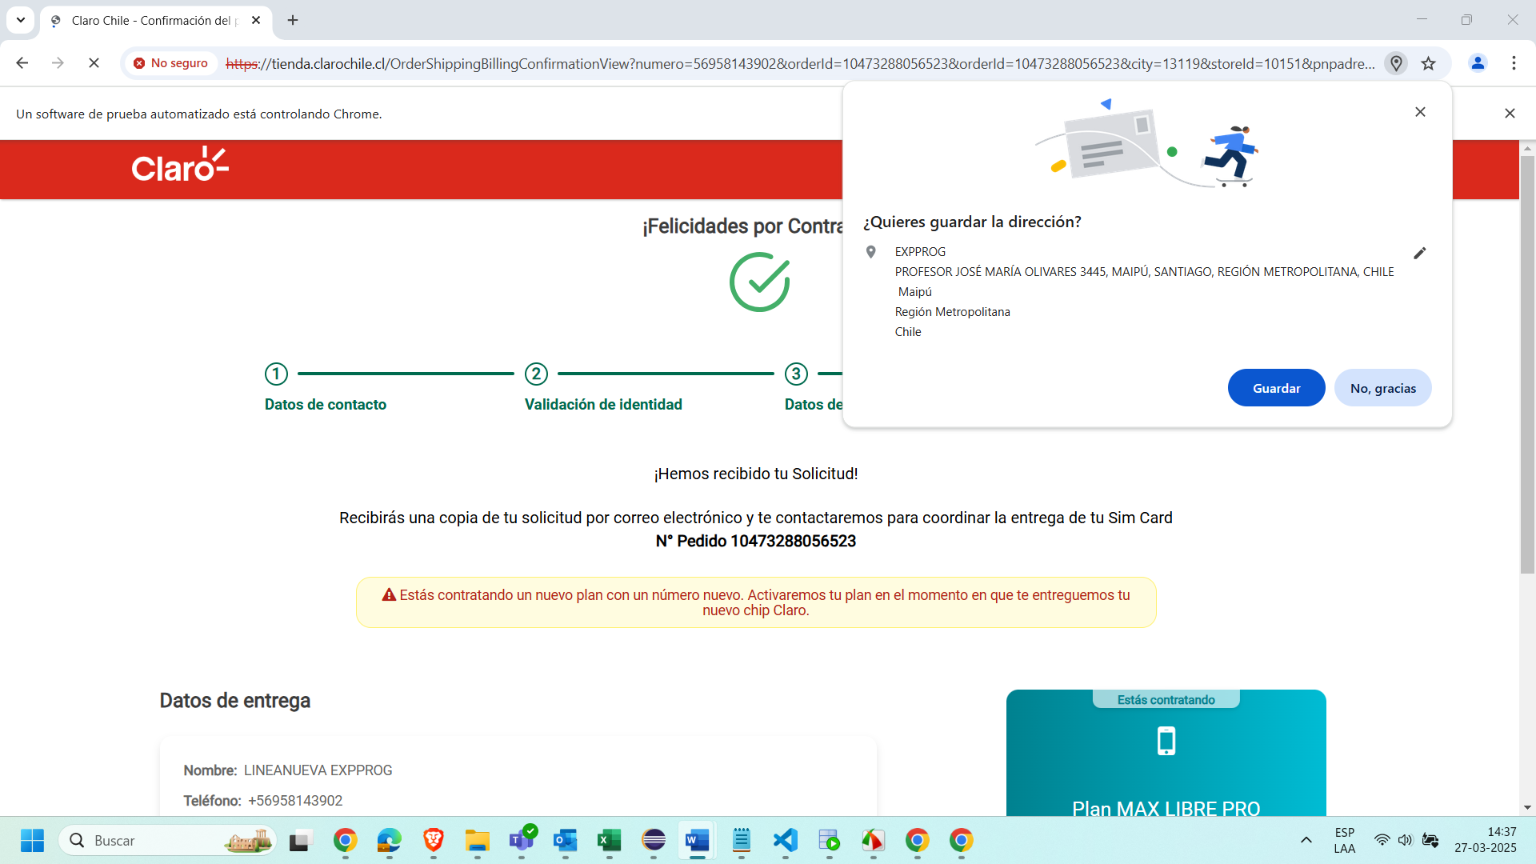 Claro Chile - Confirmación del
No seguro
https://tienda.clarochile.cl/OrderShippingBillingConfirmationView?numero=56958143902&orderId=10473288056523&orderId=10473288056523&city=13119&storeId=10151&pnpadre...
Un software de prueba automatizado está controlando Chrome.
Claro
¡Felicidades por Contra
¿Quieres guardar la dirección?
EXPPROG
PROFESOR JOSÉ MARÍA OLIVARES 3445, MAIPÚ, SANTIAGO, REGIÓN METROPOLITANA, CHILE
Maipú
Región Metropolitana
Chile
Guardar
No, gracias
1
2
3
Datos de contacto
Validación de identidad
Datos de
¡Hemos recibido tu Solicitud!
Recibirás una copia de tu solicitud por correo electrónico y te contactaremos para coordinar la entrega de tu Sim Card
N° Pedido 10473288056523
Estás contratando un nuevo plan con un número nuevo. Activaremos tu plan en el momento en que te entreguemos tu
nuevo chip Claro.
Datos de entrega
Nombre: LINEANUEVA EXPPROG
Teléfono: +56958143902
Estás contratando
Plan MAX LIBRE PRO
Buscar
ESP
LAA
14:37
27-03-2025